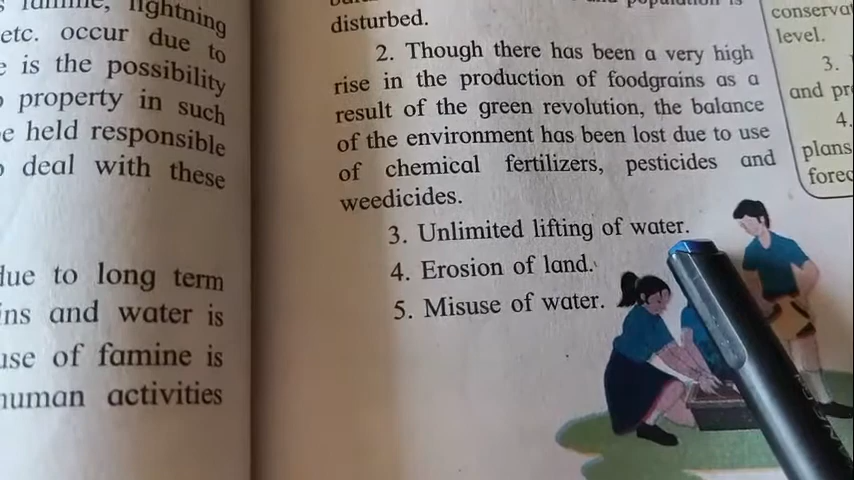 lightning
etc. occur due to
is the possibility
property in such
held responsible
deal with these
due to long term
and water is
of famine is
human activities
disturbed.
2. Though there has been a very high
rise in the production of foodgrains as a
result of the green revolution, the balance
of the environment has been lost due to use
of chemical fertilizers, pesticides and
weedicides.
3. Unlimited lifting of water.
4. Erosion of land.
5. Misuse of water.
level.
3.
and
4.
plans